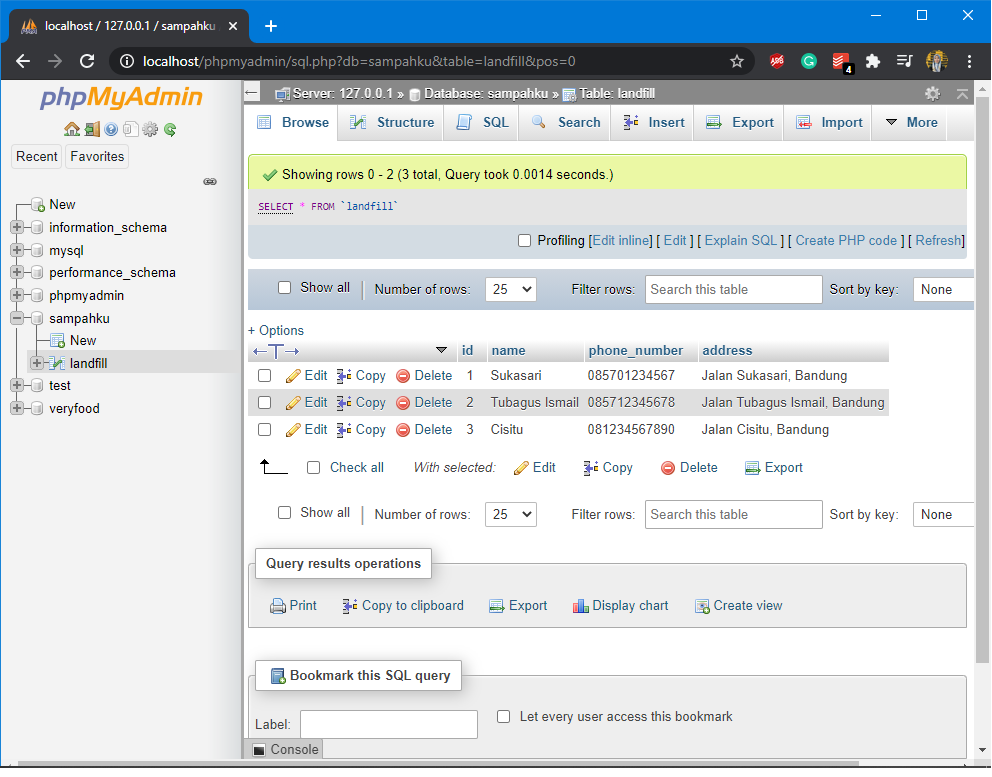 localhost / 127.0.0.1 / sampahku
localhost/phpmyadmin/sql.php?db=sampahku&table=landfill&pos=0
ABP
G
4
phpMyAdmin
Recent Favorites
New
information_schema
mysql
performance_schema
phpmyadmin
sampahku
New
landfill
test
veryfood
Server: 127.0.0.1 » Database: sampahku » Table: landfill
Browse Structure SQL Search Insert Export Import More
Showing rows 0 - 2 (3 total, Query took 0.0014 seconds.)
SELECT * FROM `landfill`
Profiling [Edit inline] [ Edit ] [ Explain SQL ] [ Create PHP code ] [ Refresh]
Show all | Number of rows: 25 Filter rows: Search this table Sort by key: None
+ Options
←T→ id name phone_number address
Edit Copy Delete 1 Sukasari 085701234567 Jalan Sukasari, Bandung
Edit Copy Delete 2 Tubagus Ismail 085712345678 Jalan Tubagus Ismail, Bandung
Edit Copy Delete 3 Cisitu 081234567890 Jalan Cisitu, Bandung
Check all With selected: Edit Copy Delete Export
Show all | Number of rows: 25 Filter rows: Search this table Sort by key: None
Query results operations
Print Copy to clipboard Export Display chart Create view
Bookmark this SQL query
Label: Let every user access this bookmark
Console